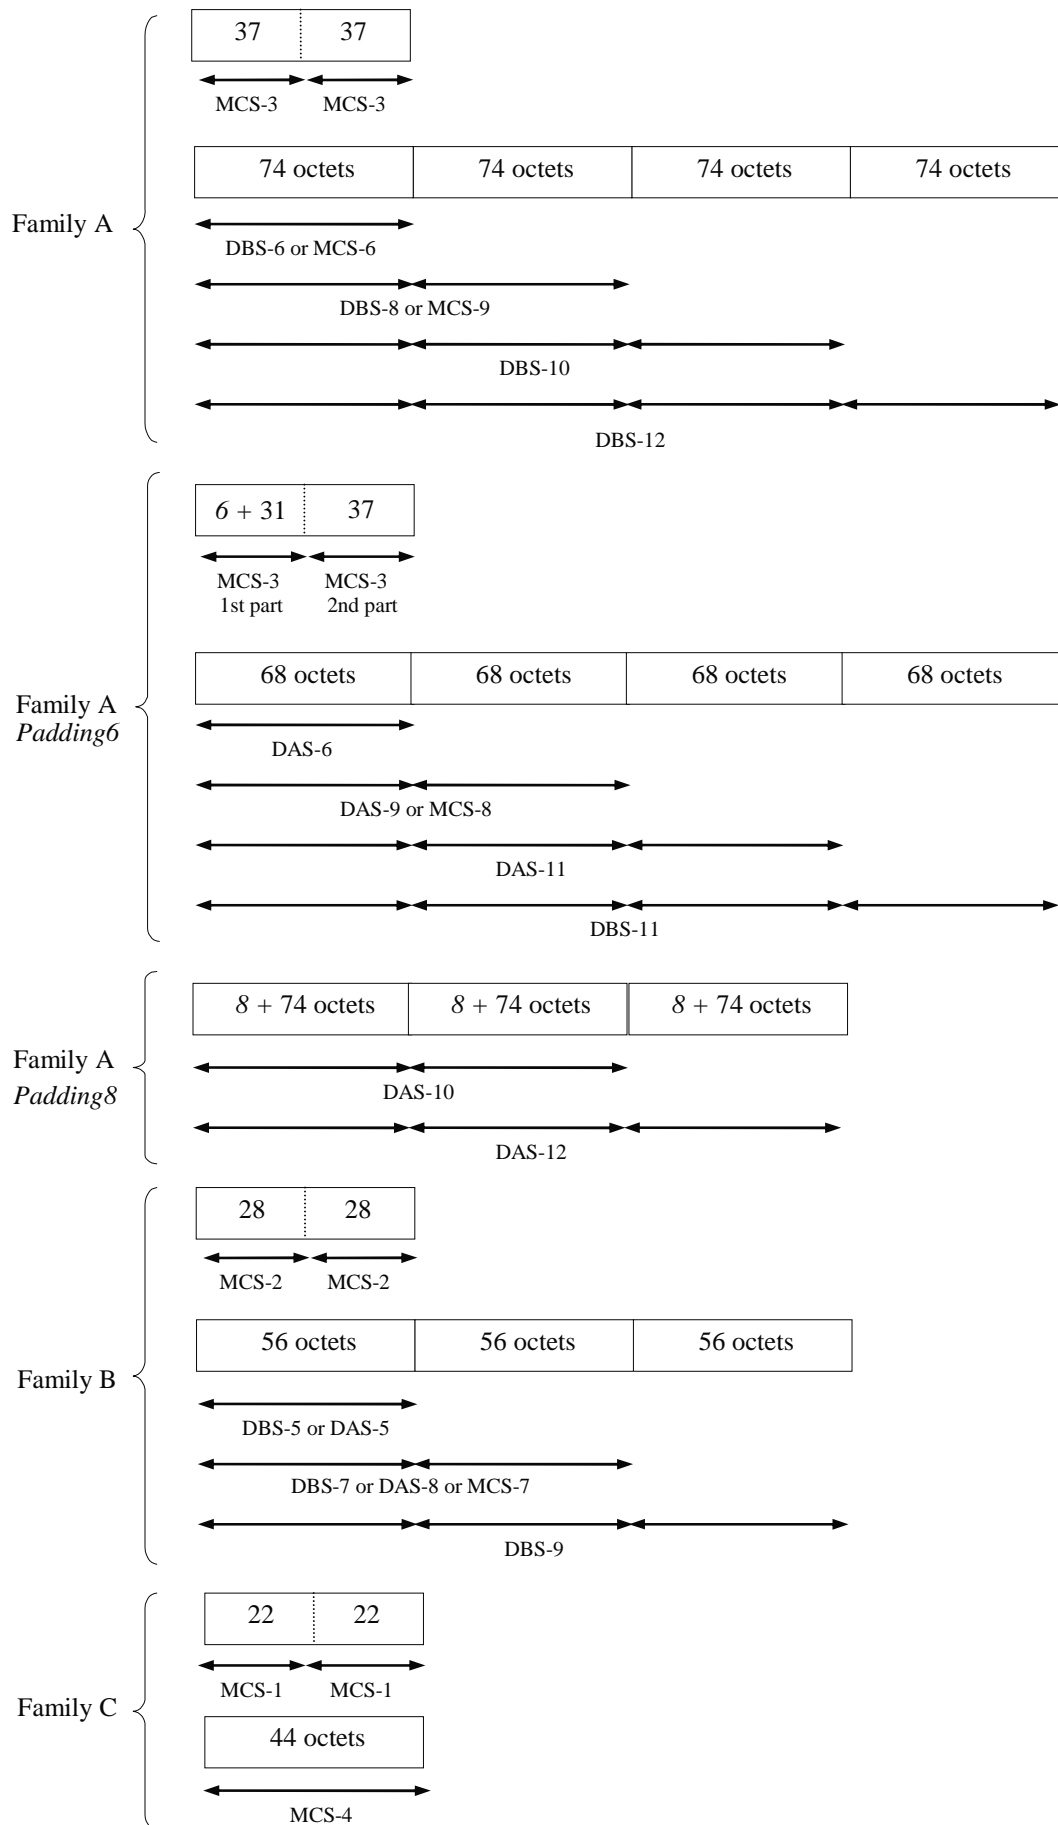 37 37
MCS-3 MCS-3
74 octets 74 octets 74 octets 74 octets
Family A
DBS-6 or MCS-6
DBS-8 or MCS-9
DBS-10
DBS-12
6 + 31 37
MCS-3 MCS-3
1st part 2nd part
68 octets 68 octets 68 octets 68 octets
Family A
Padding6
DAS-6
DAS-9 or MCS-8
DAS-11
DBS-11
8 + 74 octets 8 + 74 octets 8 + 74 octets
Family A
Padding8
DAS-10
DAS-12
28 28
MCS-2 MCS-2
56 octets 56 octets 56 octets
Family B
DBS-5 or DAS-5
DBS-7 or DAS-8 or MCS-7
DBS-9
22 22
MCS-1 MCS-1
Family C
44 octets
MCS-4